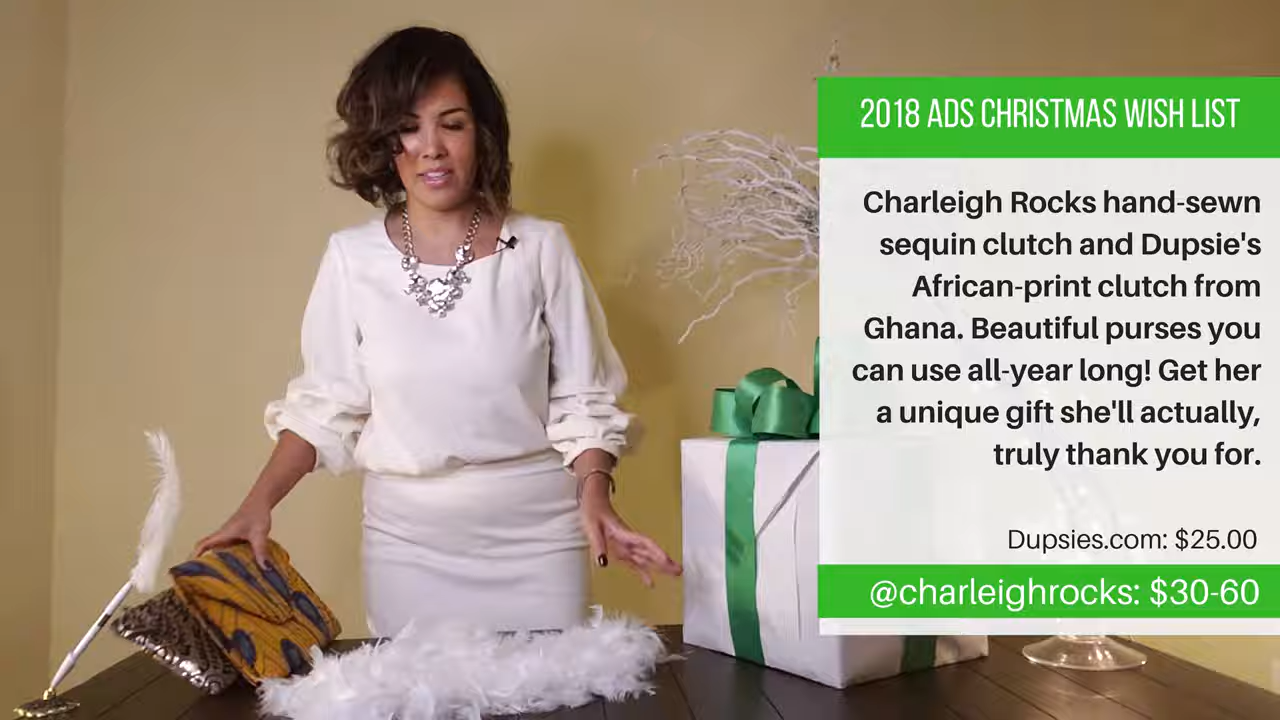 2018 ADS CHRISTMAS WISH LIST
Charleigh Rocks hand-sewn
sequin clutch and Dupsie's
African-print clutch from
Ghana. Beautiful purses you
can use all-year long! Get her
a unique gift she'll actually,
truly thank you for.
Dupsies.com: $25.00
@charleighrocks: $30-60